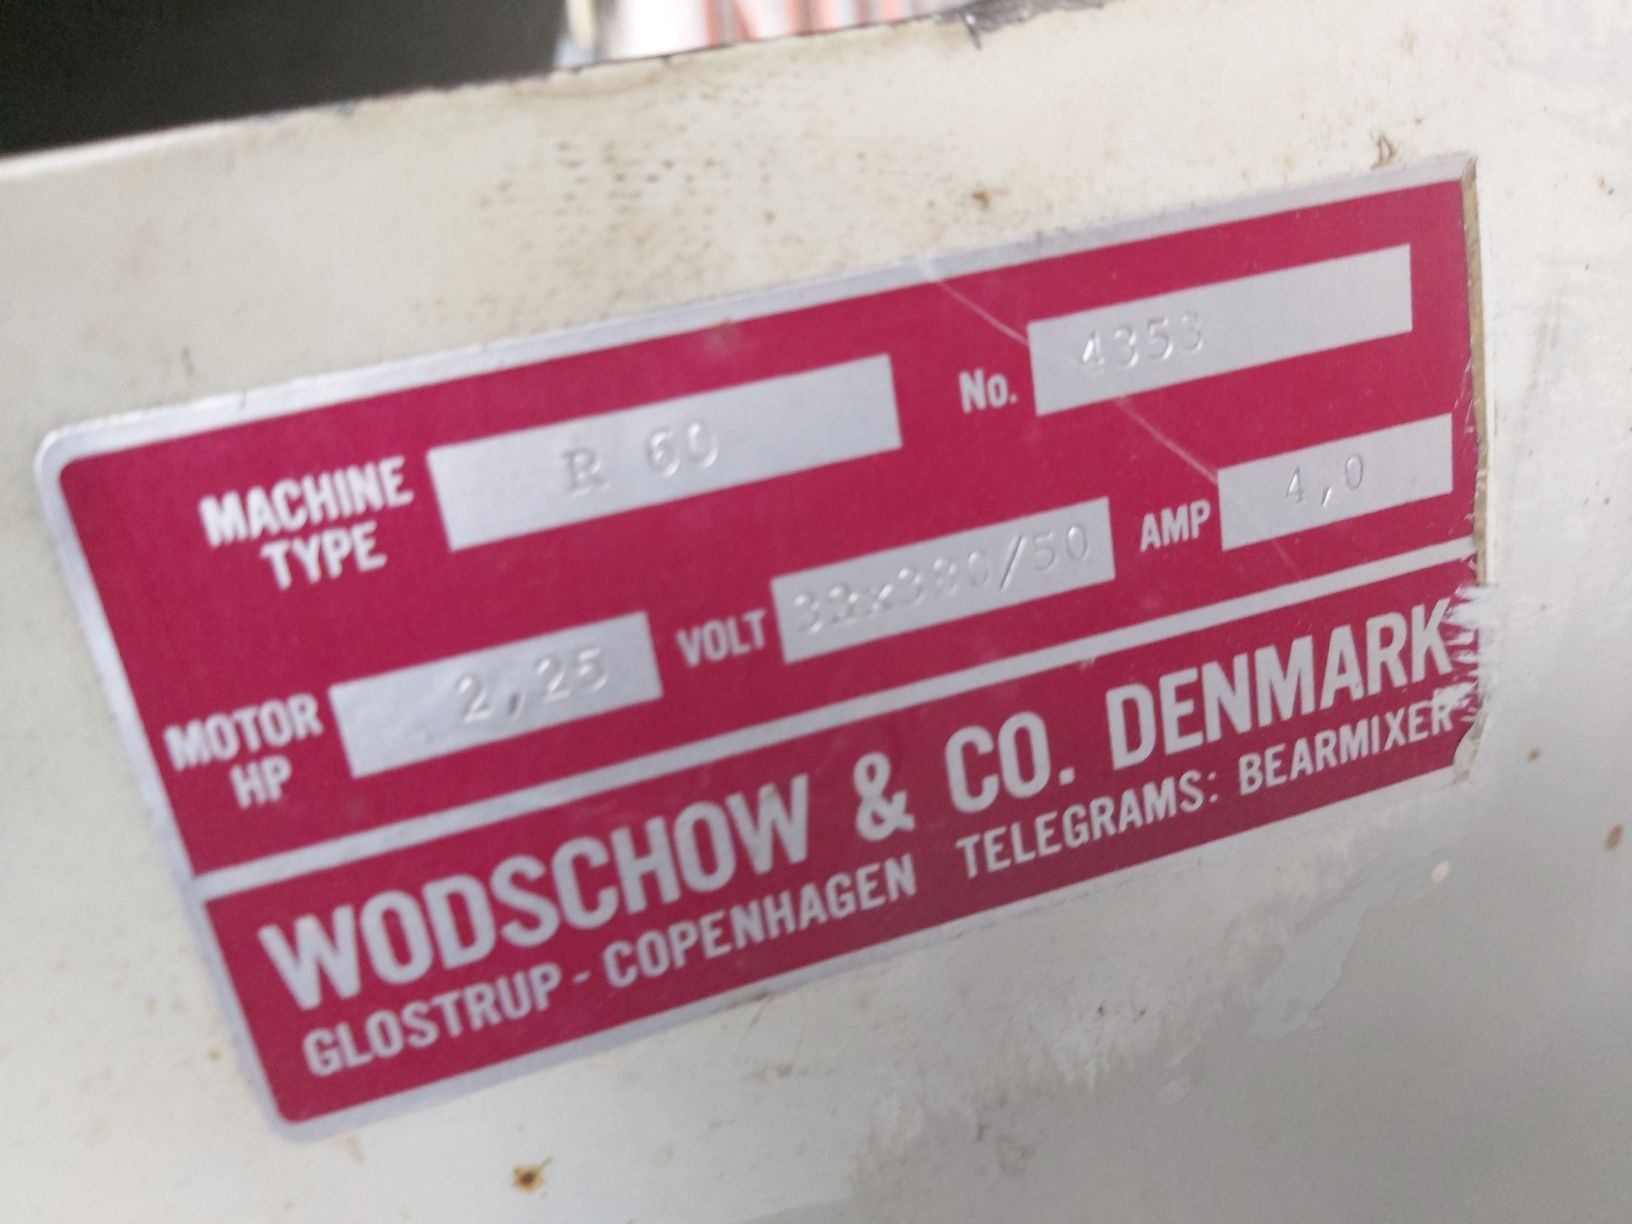 MACHINE TYPE R 60 No. 4353
MOTOR HP 2,25 VOLT AMP 4,0
WODSCHOW & CO. DENMARK
GLOSTRUP - COPENHAGEN TELEGRAMS: BEARMIXER